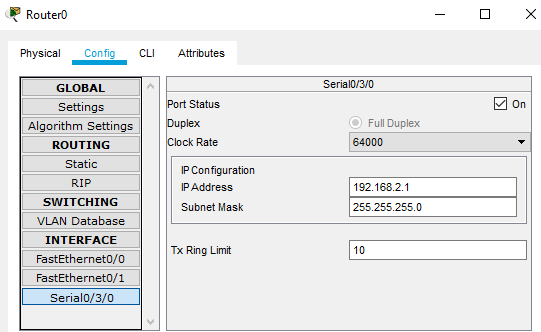 Router0
Physical Config CLI Attributes
GLOBAL
Settings
Algorithm Settings
ROUTING
Static
RIP
SWITCHING
VLAN Database
INTERFACE
FastEthernet0/0
FastEthernet0/1
Serial0/3/0
Serial0/3/0
Port Status On
Duplex Full Duplex
Clock Rate 64000
IP Configuration
IP Address 192.168.2.1
Subnet Mask 255.255.255.0
Tx Ring Limit 10